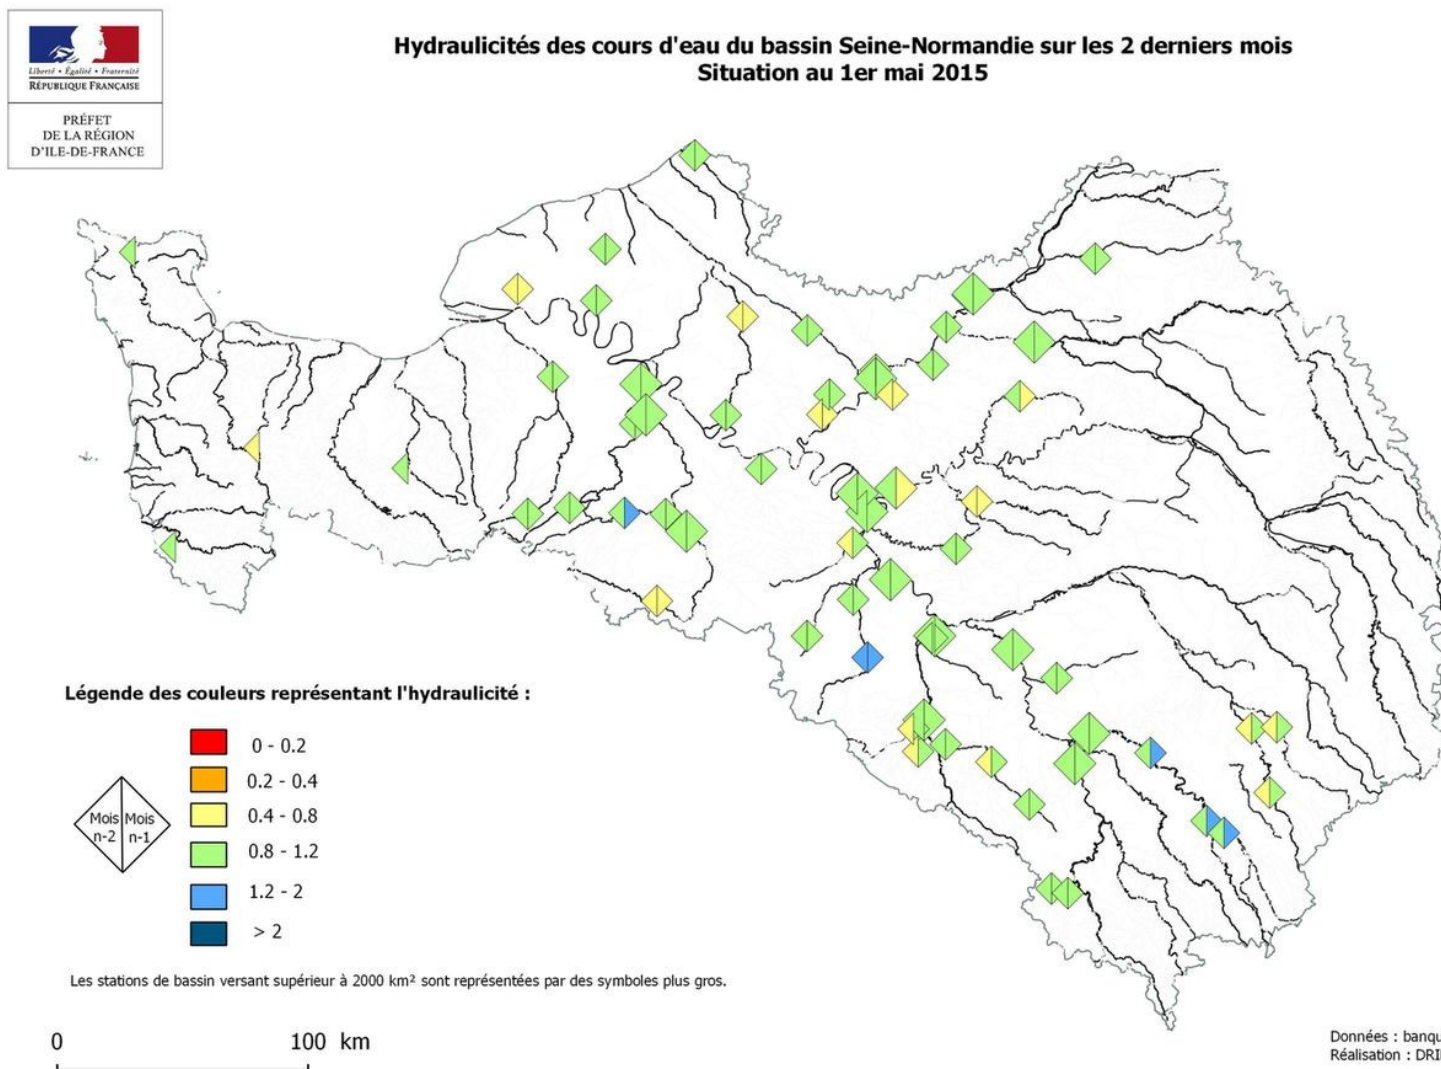 Liberté • Égalité • Fraternité
RÉPUBLIQUE FRANÇAISE
PRÉFET
DE LA RÉGION
D'ILE-DE-FRANCE
Hydraulicités des cours d'eau du bassin Seine-Normandie sur les 2 derniers mois
Situation au 1er mai 2015
Légende des couleurs représentant l'hydraulicité :
0 - 0.2
0.2 - 0.4
0.4 - 0.8
0.8 - 1.2
1.2 - 2
> 2
Mois Mois
n-2 n-1
Les stations de bassin versant supérieur à 2000 km² sont représentées par des symboles plus gros.
0 100 km
Données : banqu
Réalisation : DRI